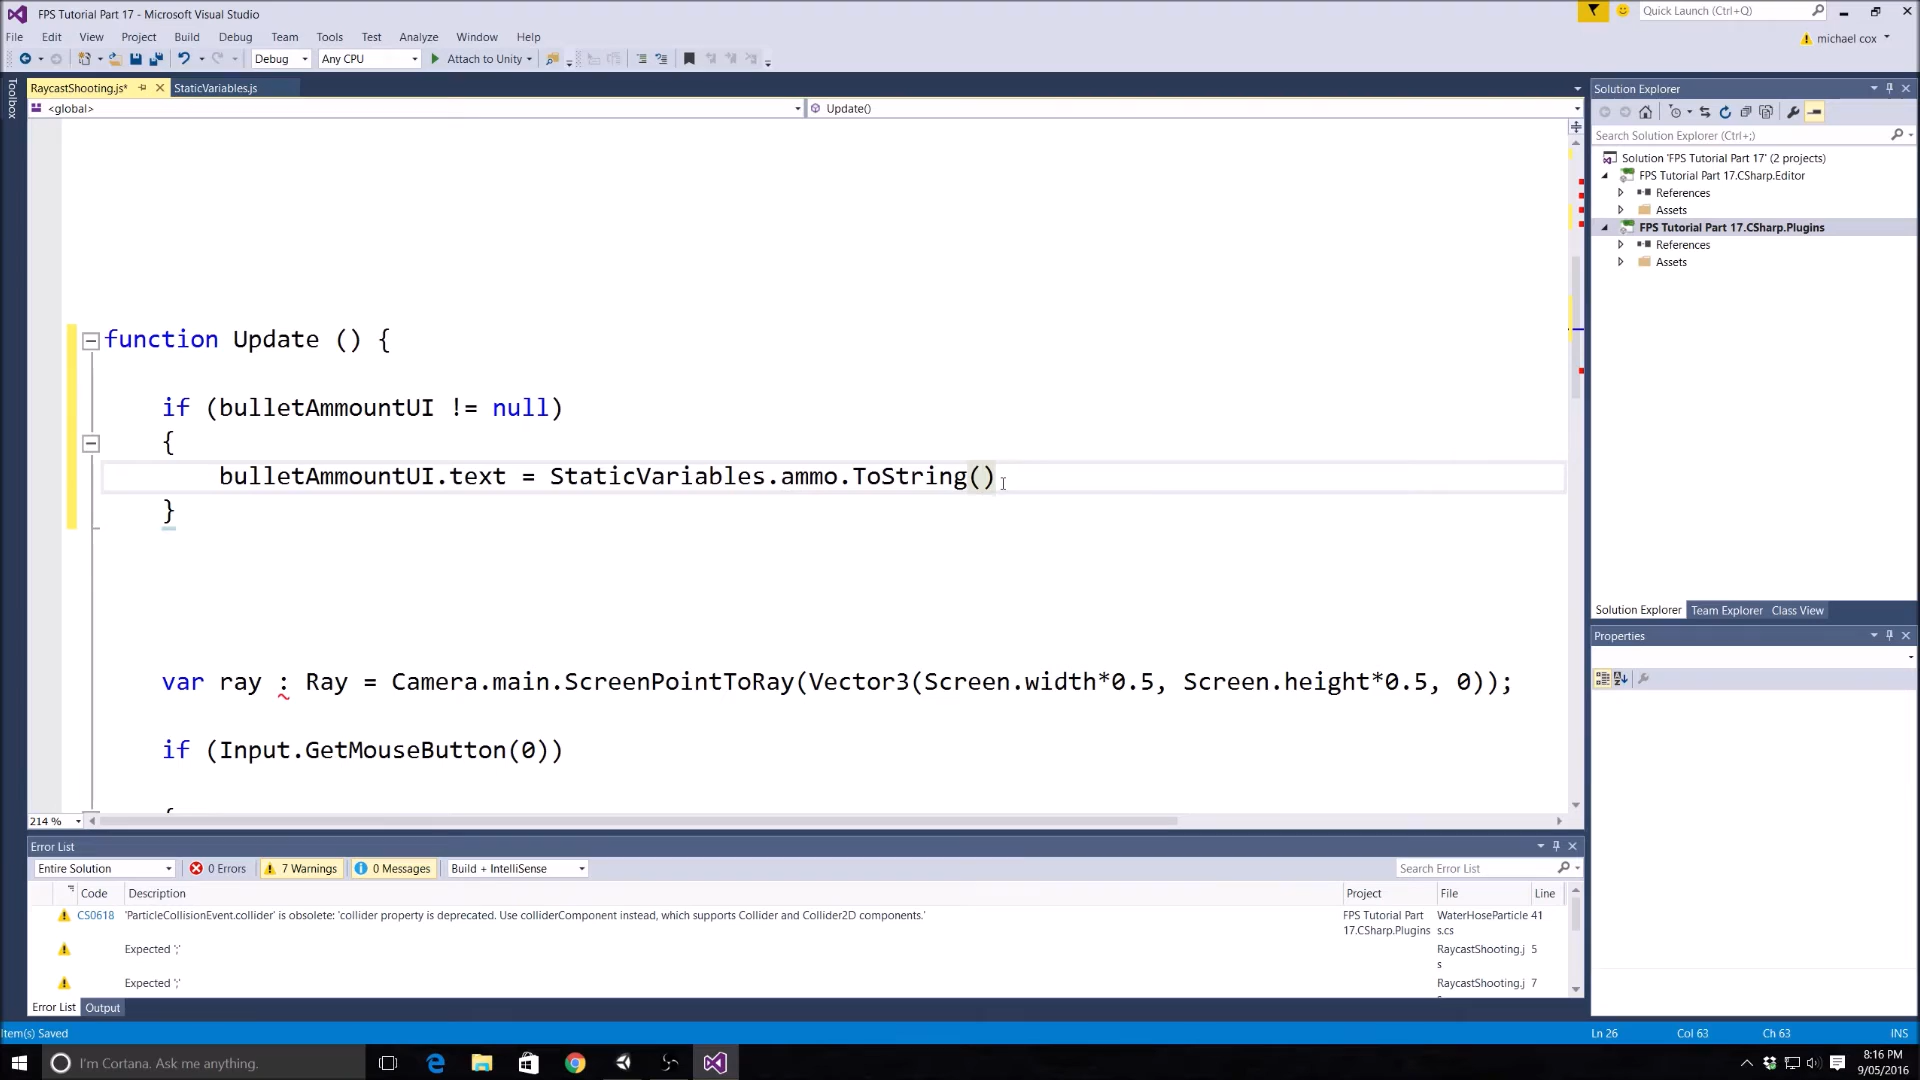 FPS Tutorial Part 17 - Microsoft Visual Studio
Quick Launch (Ctrl+Q)
File Edit View Project Build Debug Team Tools Test Analyze Window Help
michael cox
Debug Any CPU Attach to Unity
Toolbox
RaycastShooting.js* StaticVariables.js
<global> Update()
function Update () {
if (bulletAmmountUI != null)
{
bulletAmmountUI.text = StaticVariables.ammo.ToString()
}
var ray : Ray = Camera.main.ScreenPointToRay(Vector3(Screen.width*0.5, Screen.height*0.5, 0));
if (Input.GetMouseButton(0))
{
214 %
Solution Explorer
Search Solution Explorer (Ctrl+;)
Solution 'FPS Tutorial Part 17' (2 projects)
FPS Tutorial Part 17.CSharp.Editor
References
Assets
FPS Tutorial Part 17.CSharp.Plugins
References
Assets
Solution Explorer Team Explorer Class View
Properties
Error List
Entire Solution 0 Errors 7 Warnings 0 Messages Build + IntelliSense Search Error List
Code Description Project File Line
CS0618 'ParticleCollisionEvent.collider' is obsolete: 'collider property is deprecated. Use colliderComponent instead, which supports Collider and Collider2D components.' FPS Tutorial Part WaterHoseParticle 41
17.CSharp.Plugins s.cs
Expected ';' RaycastShooting.j 5
s
Expected ';' RaycastShooting.j 7
Error List Output
Item(s) Saved Ln 26 Col 63 Ch 63 INS
I'm Cortana. Ask me anything.
8:16 PM
9/05/2016